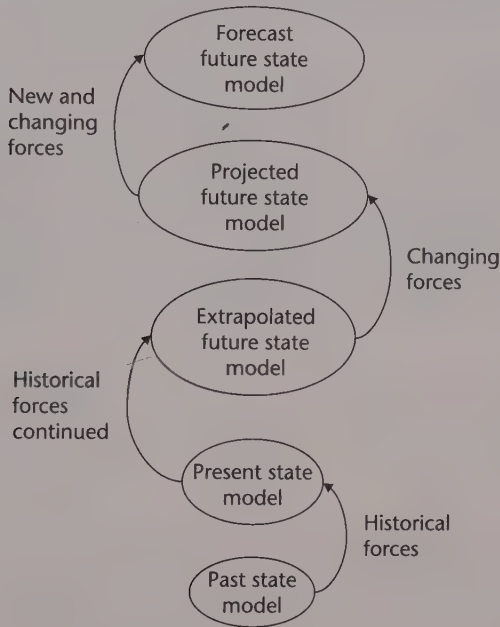 Forecast
future state
model
New and
changing
forces
Projected
future state
model
Changing
forces
Extrapolated
future state
model
Historical
forces
continued
Present state
model
Historical
forces
Past state
model